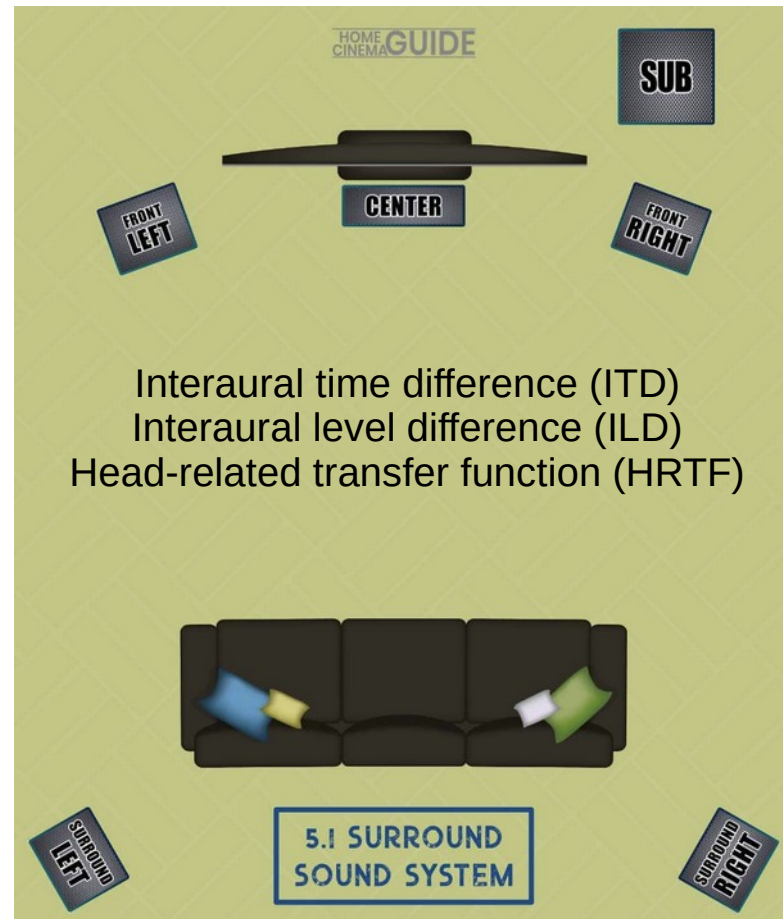 HOME CINEMA GUIDE
SUB
FRONT LEFT
CENTER
FRONT RIGHT
Interaural time difference (ITD)
Interaural level difference (ILD)
Head-related transfer function (HRTF)
SURROUND LEFT
5.1 SURROUND
SOUND SYSTEM
SURROUND RIGHT